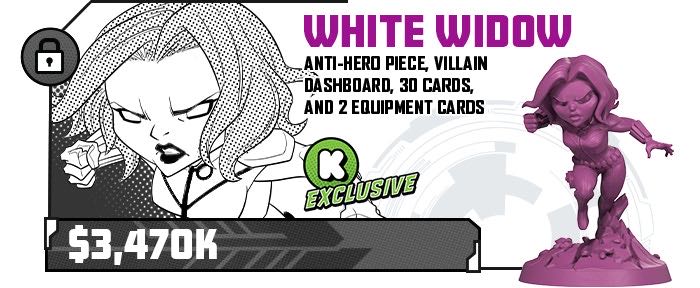 WHITE WIDOW
ANTI-HERO PIECE, VILLAIN
DASHBOARD, 30 CARDS,
AND 2 EQUIPMENT CARDS
K
EXCLUSIVE
$3,470K